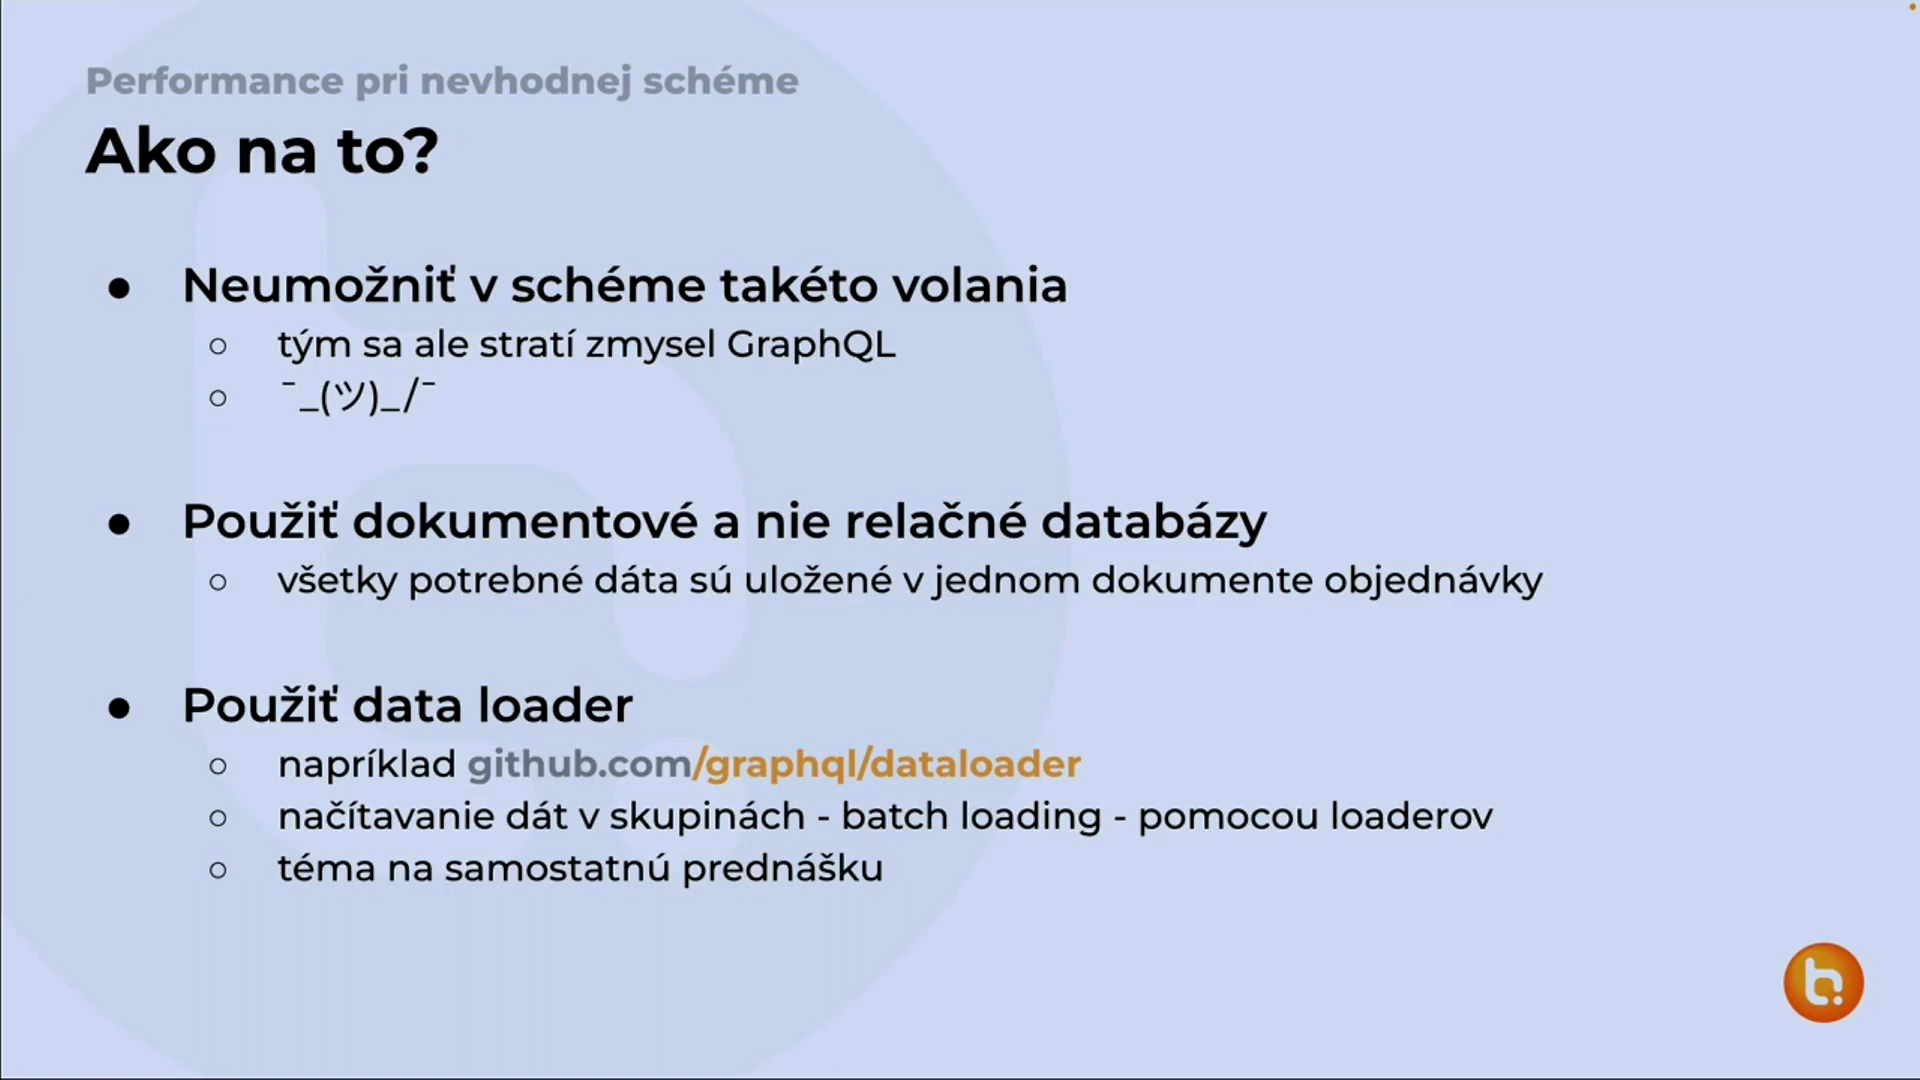 Performance pri nevhodnej schéme
Ako na to?
● Neumožniť v schéme takéto volania
○ tým sa ale stratí zmysel GraphQL
○ ¯_(ツ)_/¯
● Použiť dokumentové a nie relačné databázy
○ všetky potrebné dáta sú uložené v jednom dokumente objednávky
● Použiť data loader
○ napríklad github.com/graphql/dataloader
○ načítavanie dát v skupinách - batch loading - pomocou loaderov
○ téma na samostatnú prednášku